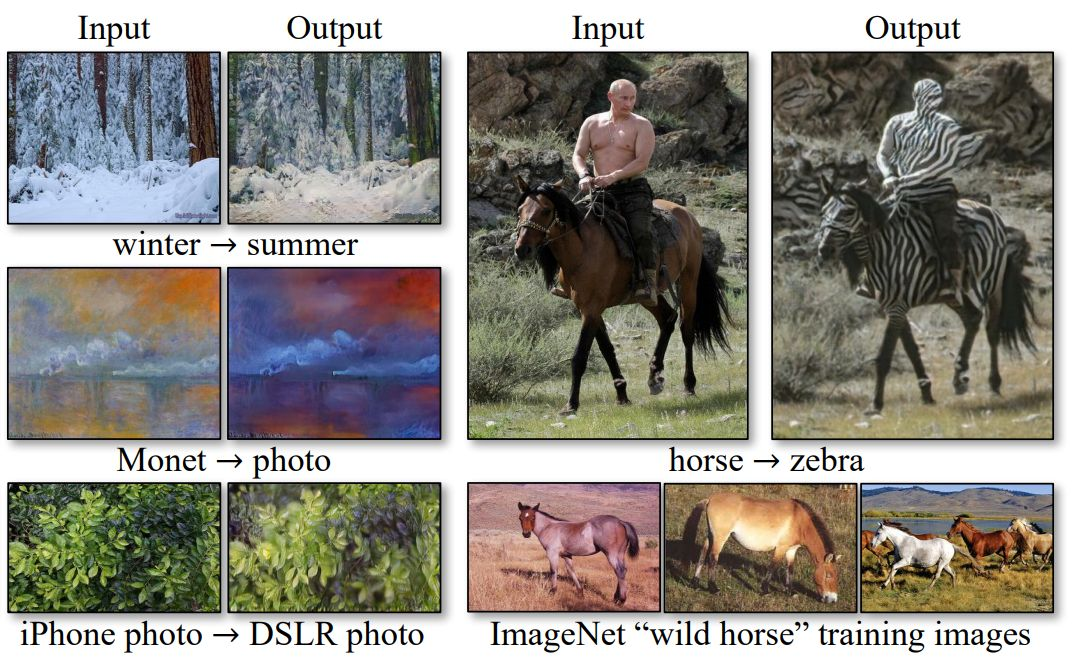 Input Output Input Output
winter → summer
Monet → photo
horse → zebra
iPhone photo → DSLR photo
ImageNet “wild horse” training images